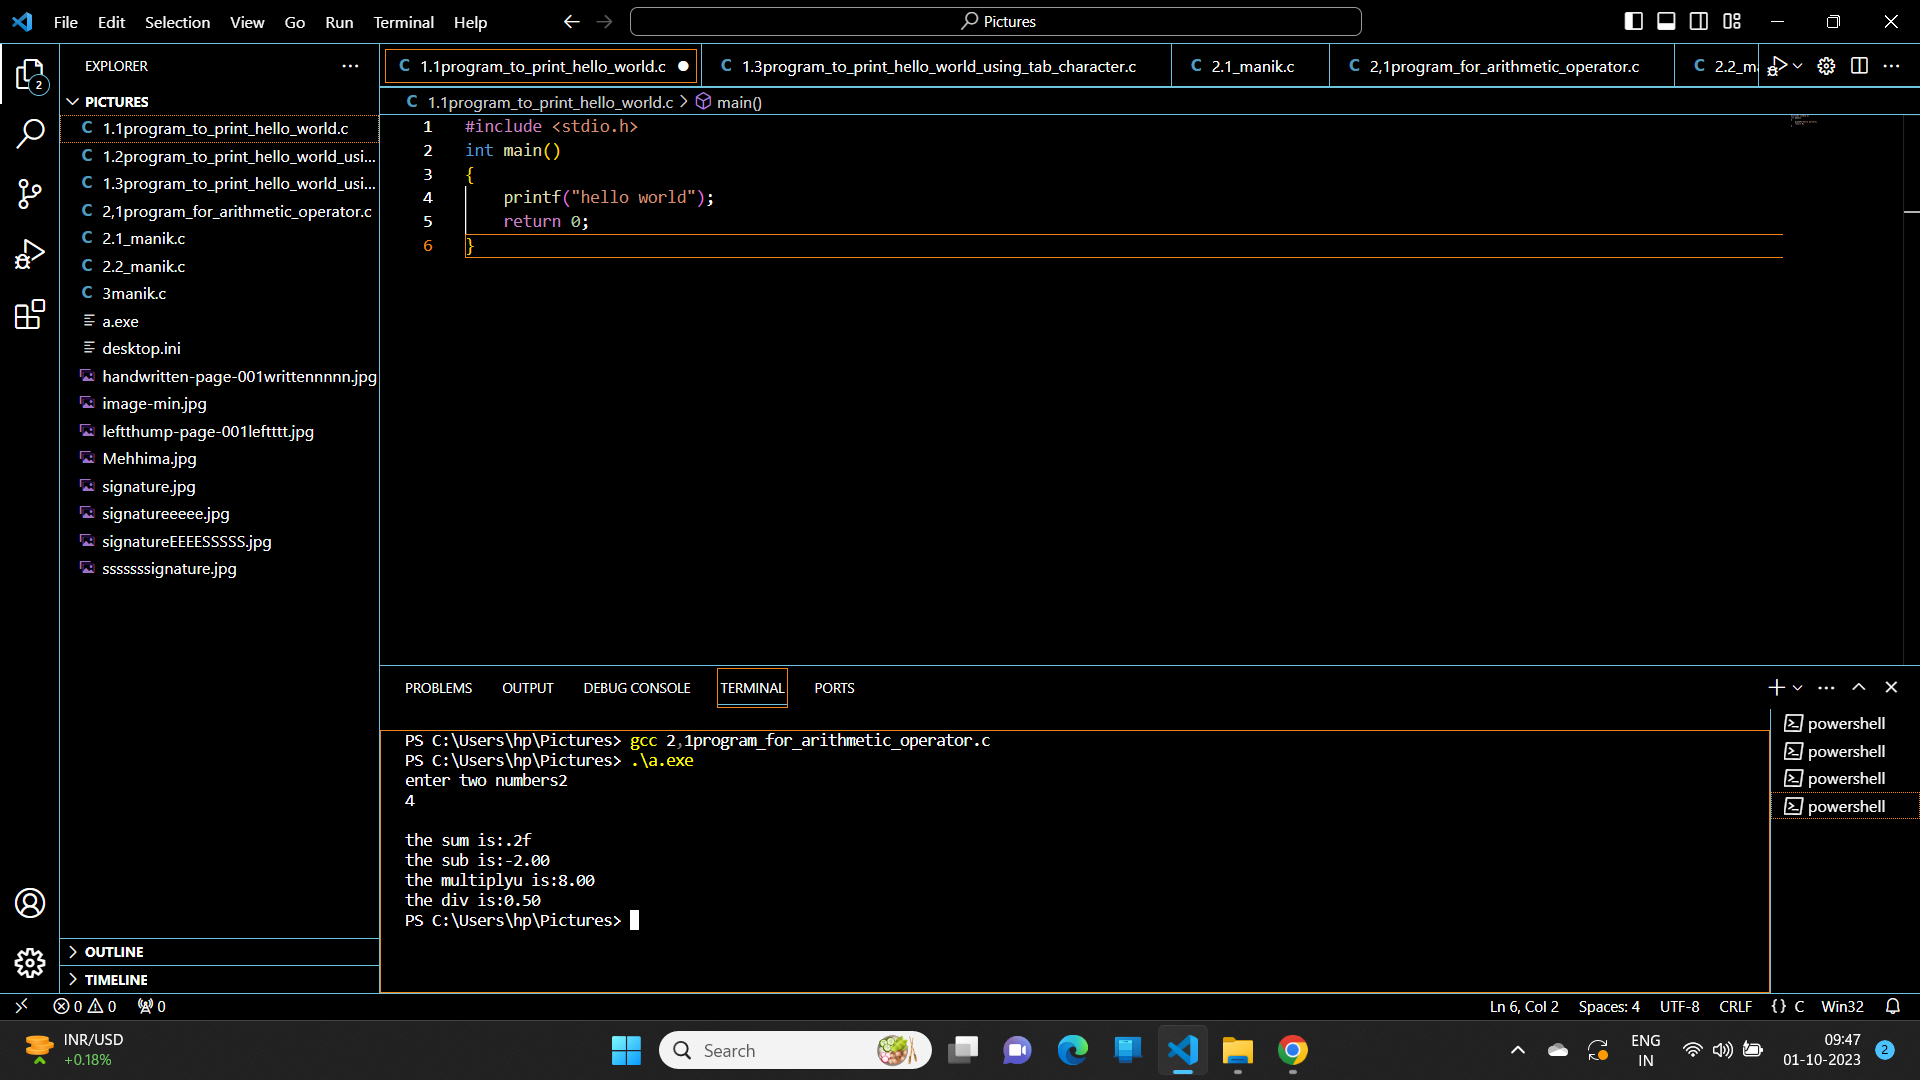 File Edit Selection View Go Run Terminal Help
Pictures
2
EXPLORER
PICTURES
C 1.1program_to_print_hello_world.c
C 1.2program_to_print_hello_world_usi...
C 1.3program_to_print_hello_world_usi...
C 2,1program_for_arithmetic_operator.c
C 2.1_manik.c
C 2.2_manik.c
C 3manik.c
a.exe
desktop.ini
handwritten-page-001writtennnnn.jpg
image-min.jpg
leftthump-page-001leftttt.jpg
Mehhima.jpg
signature.jpg
signatureeeee.jpg
signatureEEEESSSSS.jpg
sssssssignature.jpg
OUTLINE
TIMELINE
C 1.1program_to_print_hello_world.c
C 1.3program_to_print_hello_world_using_tab_character.c
C 2.1_manik.c
C 2,1program_for_arithmetic_operator.c
C 2.2_m
C 1.1program_to_print_hello_world.c > main()
1 #include <stdio.h>
2 int main()
3 {
4 printf("hello world");
5 return 0;
6 }
PROBLEMS OUTPUT DEBUG CONSOLE TERMINAL PORTS
PS C:\Users\hp\Pictures> gcc 2,1program_for_arithmetic_operator.c
PS C:\Users\hp\Pictures> .\a.exe
enter two numbers2
4
the sum is:.2f
the sub is:-2.00
the multiplyu is:8.00
the div is:0.50
PS C:\Users\hp\Pictures>
powershell
powershell
powershell
powershell
0 0 0
Ln 6, Col 2 Spaces: 4 UTF-8 CRLF {} C Win32
INR/USD
+0.18%
Search
ENG
IN
09:47
01-10-2023
2